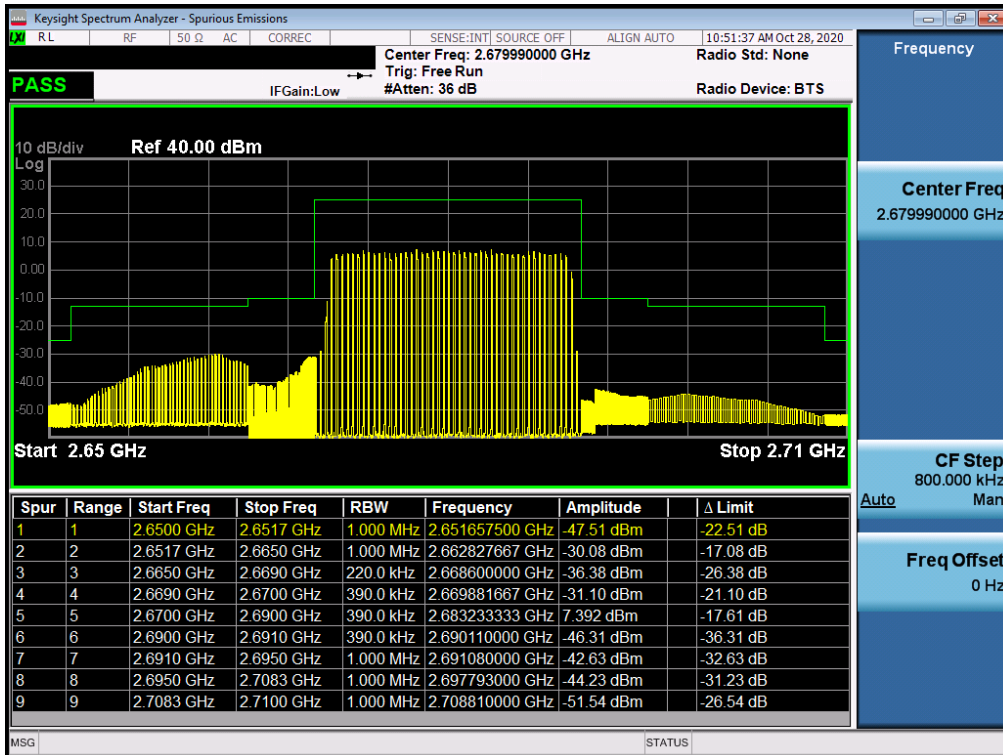 Keysight Spectrum Analyzer - Spurious Emissions
LXI RL RF 50 Ω AC CORREC SENSE:INT SOURCE OFF ALIGN AUTO 10:51:37 AM Oct 28, 2020
Center Freq: 2.679990000 GHz Radio Std: None
Trig: Free Run
PASS IFGain:Low #Atten: 36 dB Radio Device: BTS
10 dB/div Ref 40.00 dBm
Log
30.0
20.0
10.0
0.00
-10.0
-20.0
-30.0
-40.0
-50.0
Start 2.65 GHz Stop 2.71 GHz
Spur Range Start Freq Stop Freq RBW Frequency Amplitude Δ Limit
1 1 2.6500 GHz 2.6517 GHz 1.000 MHz 2.651657500 GHz -47.51 dBm -22.51 dB
2 2 2.6517 GHz 2.6650 GHz 1.000 MHz 2.662827667 GHz -30.08 dBm -17.08 dB
3 3 2.6650 GHz 2.6690 GHz 220.0 kHz 2.668600000 GHz -36.38 dBm -26.38 dB
4 4 2.6690 GHz 2.6700 GHz 390.0 kHz 2.669881667 GHz -31.10 dBm -21.10 dB
5 5 2.6700 GHz 2.6900 GHz 390.0 kHz 2.683233333 GHz 7.392 dBm -17.61 dB
6 6 2.6900 GHz 2.6910 GHz 390.0 kHz 2.690110000 GHz -46.31 dBm -36.31 dB
7 7 2.6910 GHz 2.6950 GHz 1.000 MHz 2.691080000 GHz -42.63 dBm -32.63 dB
8 8 2.6950 GHz 2.7083 GHz 1.000 MHz 2.697793000 GHz -44.23 dBm -31.23 dB
9 9 2.7083 GHz 2.7100 GHz 1.000 MHz 2.708810000 GHz -51.54 dBm -26.54 dB
MSG STATUS
Frequency
Center Freq
2.679990000 GHz
CF Step
800.000 kHz
Auto Man
Freq Offset
0 Hz